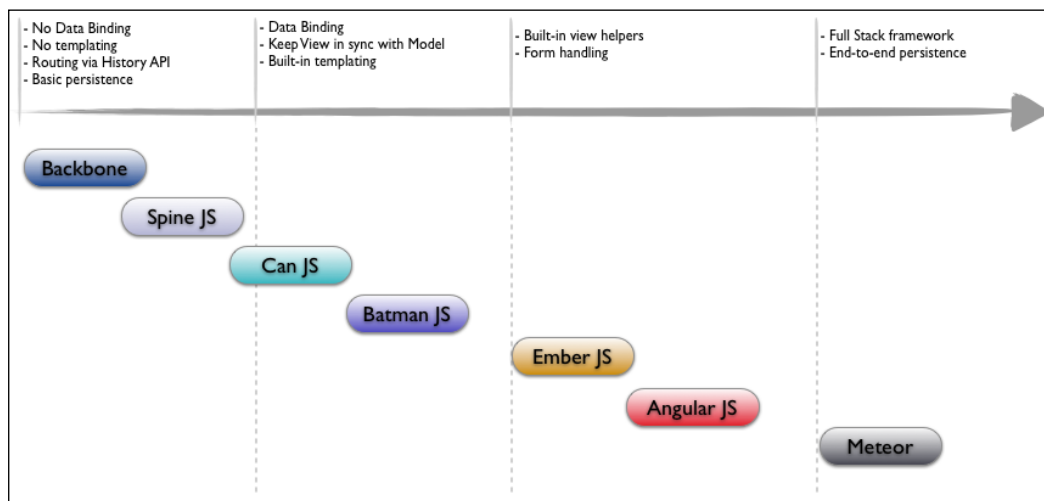 - No Data Binding
- No templating
- Routing via History API
- Basic persistence
- Data Binding
- Keep View in sync with Model
- Built-in templating
- Built-in view helpers
- Form handling
- Full Stack framework
- End-to-end persistence
Backbone
Spine JS
Can JS
Batman JS
Ember JS
Angular JS
Meteor